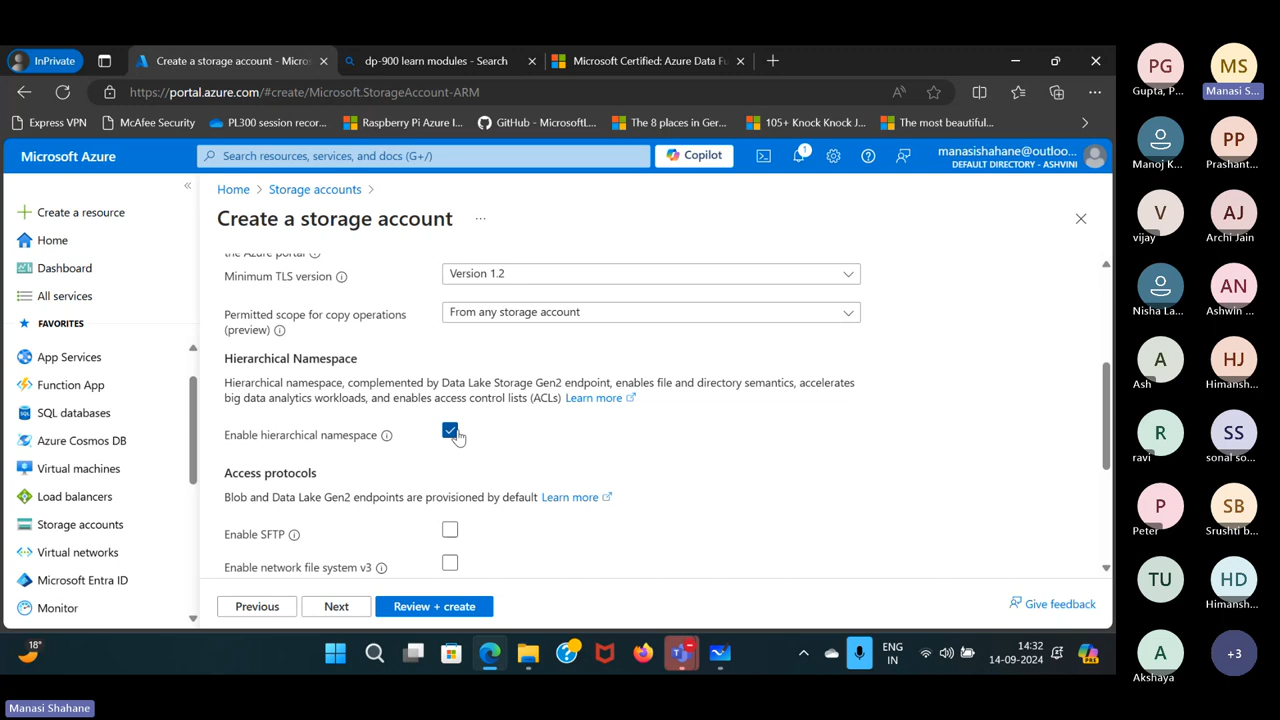 InPrivate
Create a storage account - Micros
dp-900 learn modules - Search
Microsoft Certified: Azure Data Fu
https://portal.azure.com/#create/Microsoft.StorageAccount-ARM
Express VPN
McAfee Security
PL300 session recor...
Raspberry Pi Azure I...
GitHub - MicrosoftL...
The 8 places in Ger...
105+ Knock Knock J...
The most beautiful...
Microsoft Azure
Search resources, services, and docs (G+/)
Copilot
1
manasishahane@outloo...
DEFAULT DIRECTORY - ASHVINI
Create a resource
Home
Dashboard
All services
FAVORITES
App Services
Function App
SQL databases
Azure Cosmos DB
Virtual machines
Load balancers
Storage accounts
Virtual networks
Microsoft Entra ID
Monitor
Home > Storage accounts >
Create a storage account ...
the Azure portal
Minimum TLS version
Version 1.2
Permitted scope for copy operations
(preview)
From any storage account
Hierarchical Namespace
Hierarchical namespace, complemented by Data Lake Storage Gen2 endpoint, enables file and directory semantics, accelerates
big data analytics workloads, and enables access control lists (ACLs) Learn more
Enable hierarchical namespace
Access protocols
Blob and Data Lake Gen2 endpoints are provisioned by default Learn more
Enable SFTP
Enable network file system v3
Previous
Next
Review + create
Give feedback
18°
ENG
IN
14:32
14-09-2024
PRE
PG
Gupta, P...
MS
Manasi S...
Manoj K...
PP
Prashant...
V
vijay
AJ
Archi Jain
Nisha La...
AN
Ashwin ...
A
Ash
HJ
Himansh...
R
ravi
SS
sonal so...
P
Peter
SB
Srushti b...
TU
HD
Himansh...
A
Akshaya
+3
Manasi Shahane